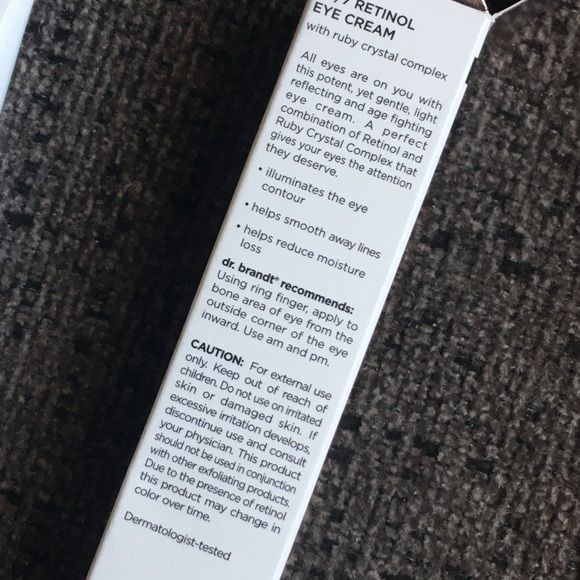 RETINOL
EYE CREAM
with ruby crystal complex
All eyes are on you with
this potent, yet gentle, light
reflecting and age fighting
eye cream. A perfect
combination of Retinol and
Ruby Crystal Complex that
gives your eyes the attention
they deserve.
• illuminates the eye
contour
• helps smooth away lines
• helps reduce moisture
loss
dr. brandt® recommends:
Using ring finger, apply to
bone area of eye from the
outside corner of the eye
inward. Use am and pm.
CAUTION: For external use
only. Keep out of reach of
children. Do not use on irritated
skin or damaged skin. If
excessive irritation develops,
discontinue use and consult
your physician. This product
should not be used in conjunction
with other exfoliating products.
Due to the presence of retinol
this product may change in
color over time.
Dermatologist-tested